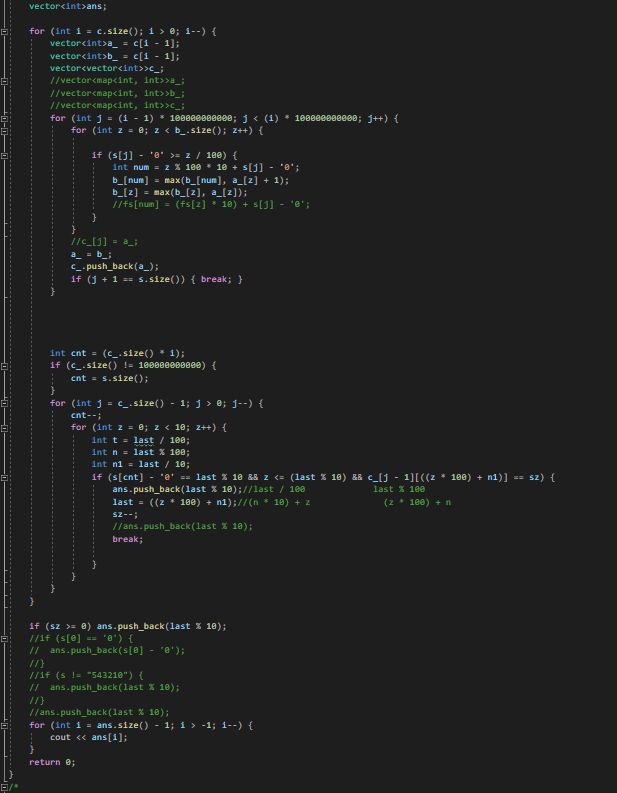 vector<int>ans;
for (int i = c.size(); i > 0; i--) {
vector<int>a_ = c[i - 1];
vector<int>b_ = c[i - 1];
vector<vector<int>>c_;
//vector<map<int, int>>a_;
//vector<map<int, int>>b_;
//vector<map<int, int>>c_;
for (int j = (i - 1) * 100000000000; j < (i) * 100000000000; j++) {
for (int z = 0; z < b_.size(); z++) {
if (s[j] - '0' >= z / 100) {
int num = z % 100 * 10 + s[j] - '0';
b_[num] = max(b_[num], a_[z] + 1);
b_[z] = max(b_[z], a_[z]);
//fs[num] = (fs[z] * 10) + s[j] - '0';
}
}
//c_[j] = a_;
a_ = b_;
c_.push_back(a_);
if (j + 1 == s.size()) { break; }
}
int cnt = (c_.size() * i);
if (c_.size() != 100000000000) {
cnt = s.size();
}
for (int j = c_.size() - 1; j > 0; j--) {
cnt--;
for (int z = 0; z < 10; z++) {
int t = last / 100;
int n = last % 100;
int n1 = last / 10;
if (s[cnt] - '0' == last % 10 && z <= (last % 10) && c_[j - 1][((z * 100) + n1)] == sz) {
ans.push_back(last % 10);//last / 100 last % 100
last = ((z * 100) + n1);//(n * 10) + z (z * 100) + n
sz--;
//ans.push_back(last % 10);
break;
}
}
}
}
if (sz >= 0) ans.push_back(last % 10);
//if (s[0] == '0') {
// ans.push_back(s[0] - '0');
//}
//if (s != "543210") {
// ans.push_back(last % 10);
//}
//ans.push_back(last % 10);
for (int i = ans.size() - 1; i > -1; i--) {
cout << ans[i];
}
return 0;
}
/*